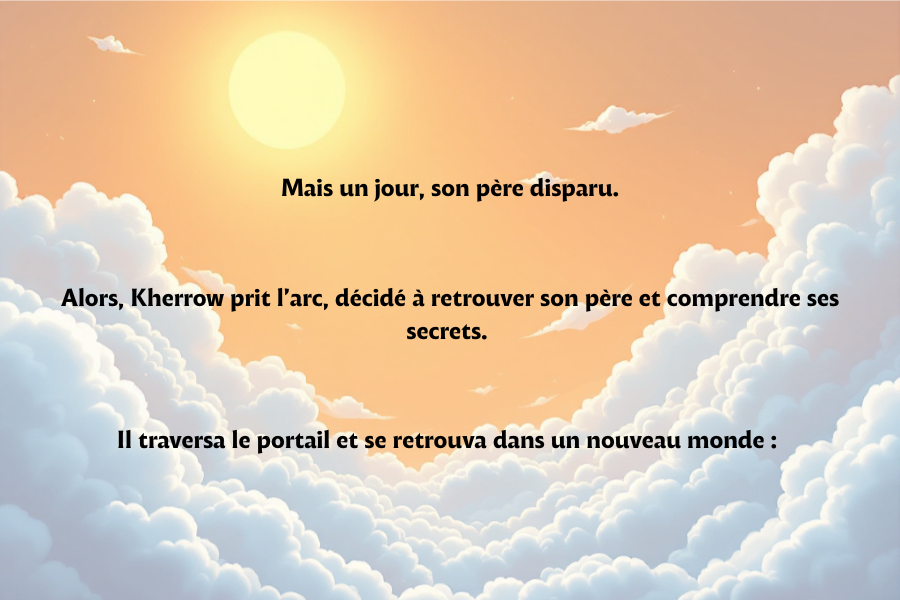 Mais un jour, son père disparu.
Alors, Kherrow prit l'arc, décidé à retrouver son père et comprendre ses
secrets.
Il traversa le portail et se retrouva dans un nouveau monde :